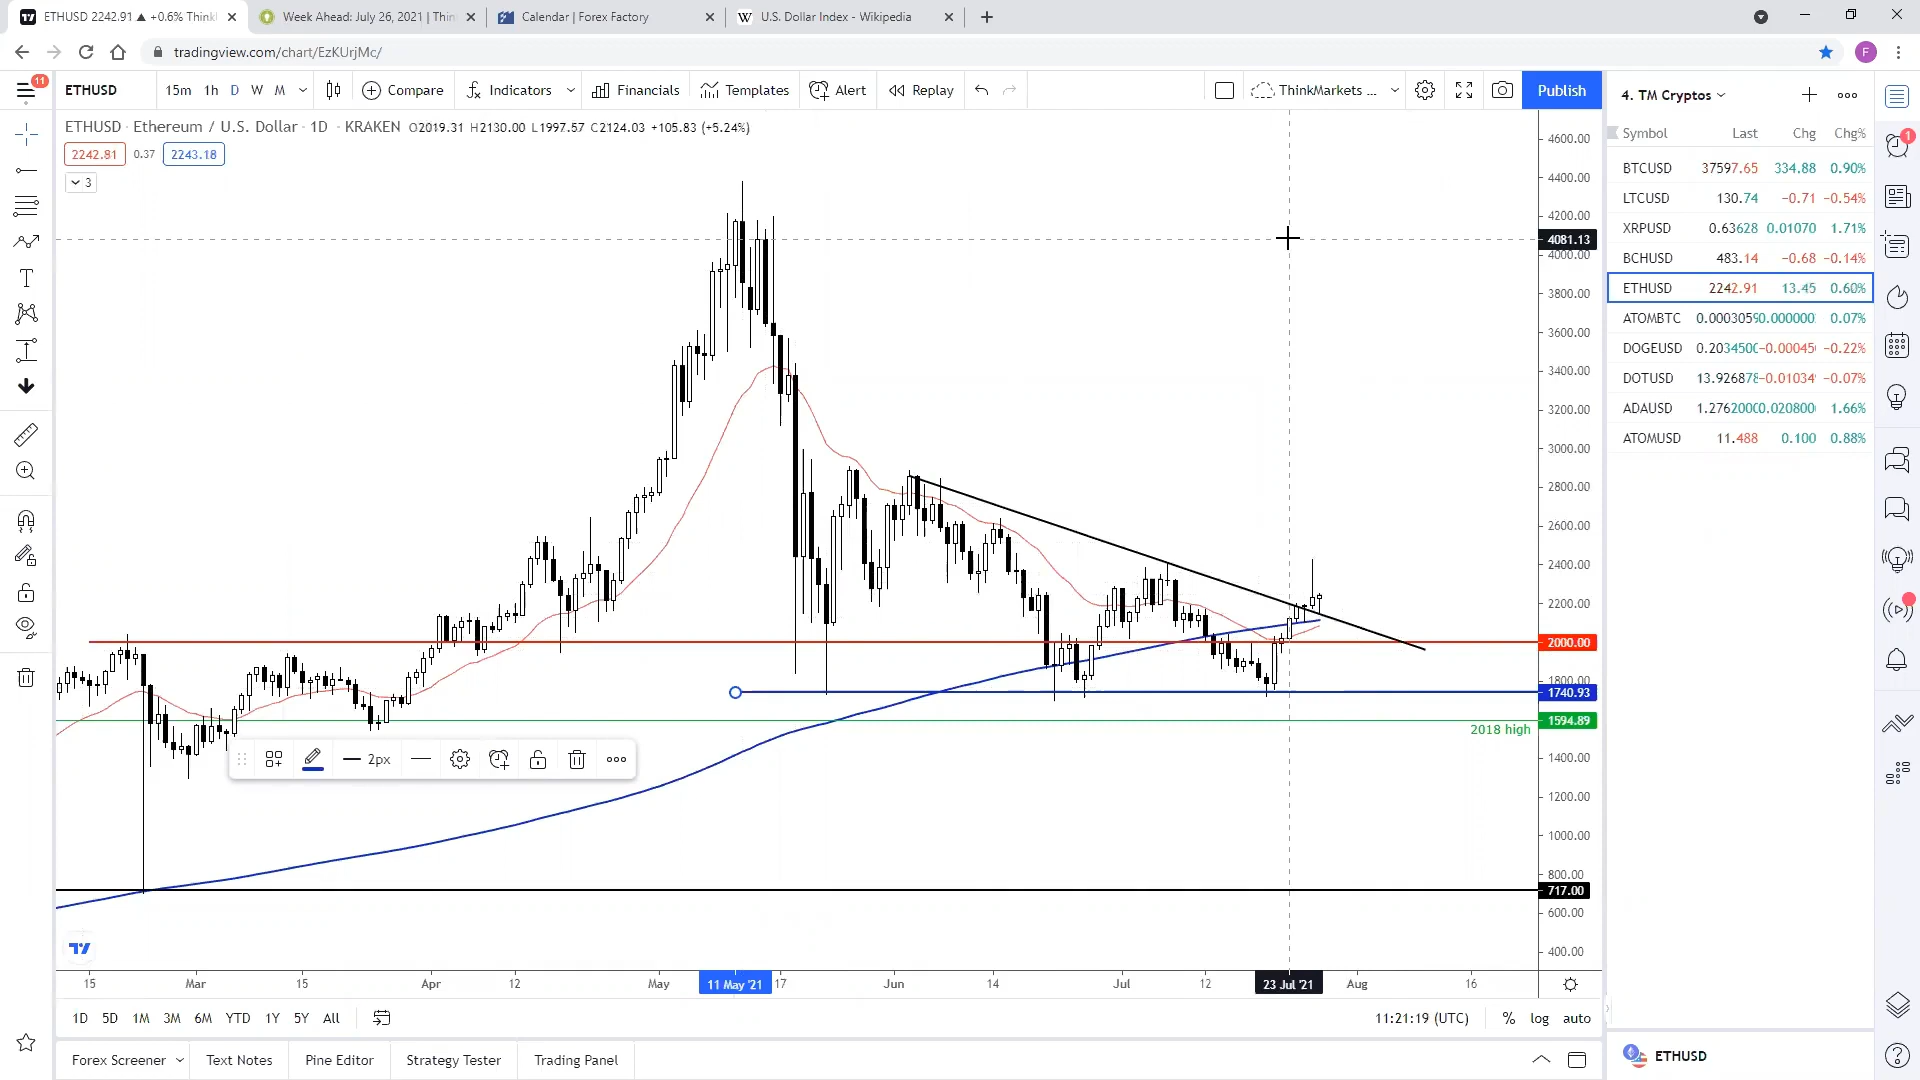 ETHUSD 2242.91 ▲ +0.6% Think
Week Ahead: July 26, 2021 | Thin
Calendar | Forex Factory
W U.S. Dollar Index - Wikipedia
tradingview.com/chart/EzKUrjMc/
F
11
ETHUSD 15m 1h D W M Compare Indicators Financials Templates Alert Replay ThinkMarkets ... Publish
ETHUSD · Ethereum / U.S. Dollar · 1D · KRAKEN O2019.31 H2130.00 L1997.57 C2124.03 +105.83 (+5.24%)
2242.81 0.37 2243.18
3
4600.00
4400.00
4200.00
4081.13
4000.00
3800.00
3600.00
3400.00
3200.00
3000.00
2800.00
2600.00
2400.00
2200.00
2000.00
1800.00
1740.93
1594.89
2018 high
1400.00
1200.00
1000.00
800.00
717.00
600.00
400.00
2px
15 Mar 15 Apr 12 May 11 May '21 17 Jun 14 Jul 12 23 Jul '21 Aug 16
1D 5D 1M 3M 6M YTD 1Y 5Y All 11:21:19 (UTC) % log auto
Forex Screener Text Notes Pine Editor Strategy Tester Trading Panel
4. TM Cryptos
Symbol Last Chg Chg%
BTCUSD 37597.65 334.88 0.90%
LTCUSD 130.74 −0.71 −0.54%
XRPUSD 0.63628 0.01070 1.71%
BCHUSD 483.14 −0.68 −0.14%
ETHUSD 2242.91 13.45 0.60%
ATOMBTC 0.07%
DOGEUSD −0.22%
DOTUSD −0.07%
ADAUSD 1.66%
ATOMUSD 11.488 0.100 0.88%
ETHUSD
1